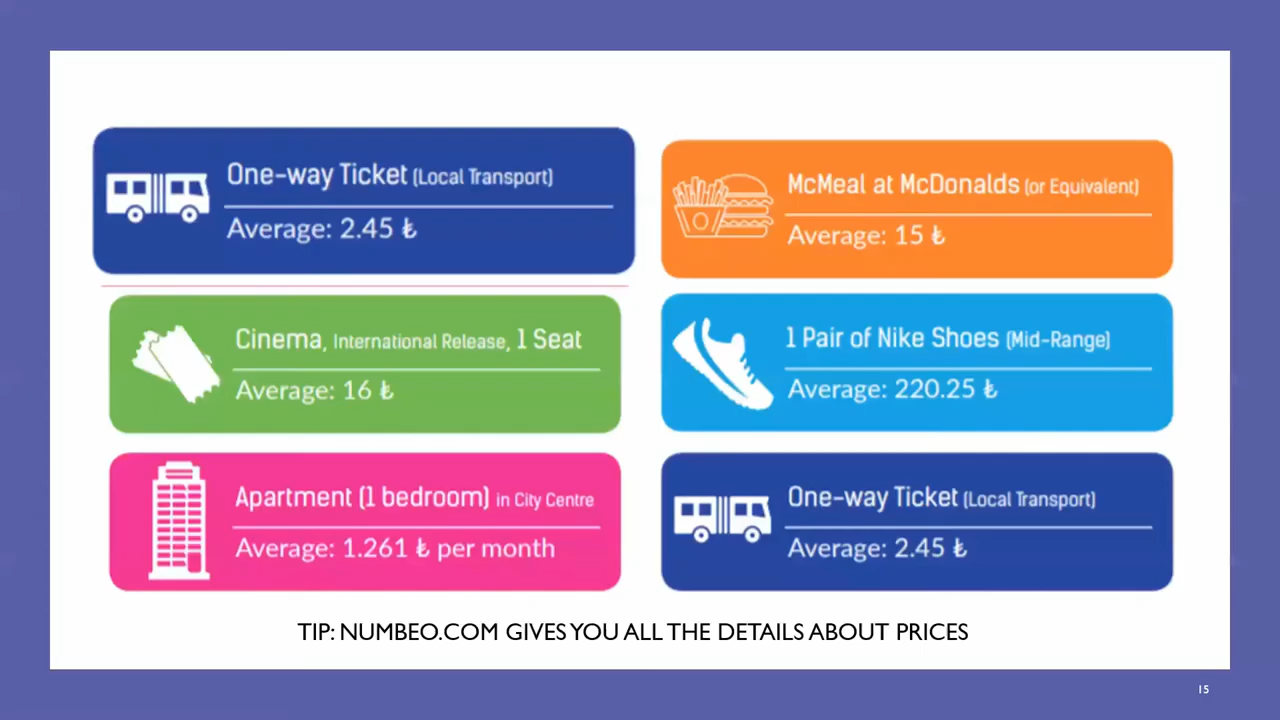 One-way Ticket (Local Transport)
Average: 2.45 ₺
McMeal at McDonalds (or Equivalent)
Average: 15 ₺
Cinema, International Release, 1 Seat
Average: 16 ₺
1 Pair of Nike Shoes (Mid-Range)
Average: 220.25 ₺
Apartment (1 bedroom) in City Centre
Average: 1.261 ₺ per month
One-way Ticket (Local Transport)
Average: 2.45 ₺
TIP: NUMBEO.COM GIVES YOU ALL THE DETAILS ABOUT PRICES
15